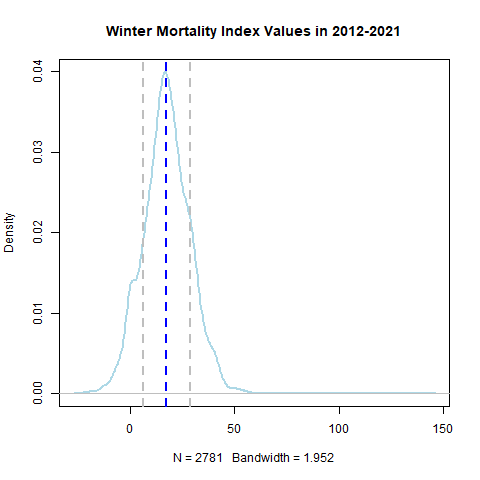 Winter Mortality Index Values in 2012-2021
Density
0.04
0.03
0.02
0.01
0.00
0 50 100 150
N = 2781 Bandwidth = 1.952